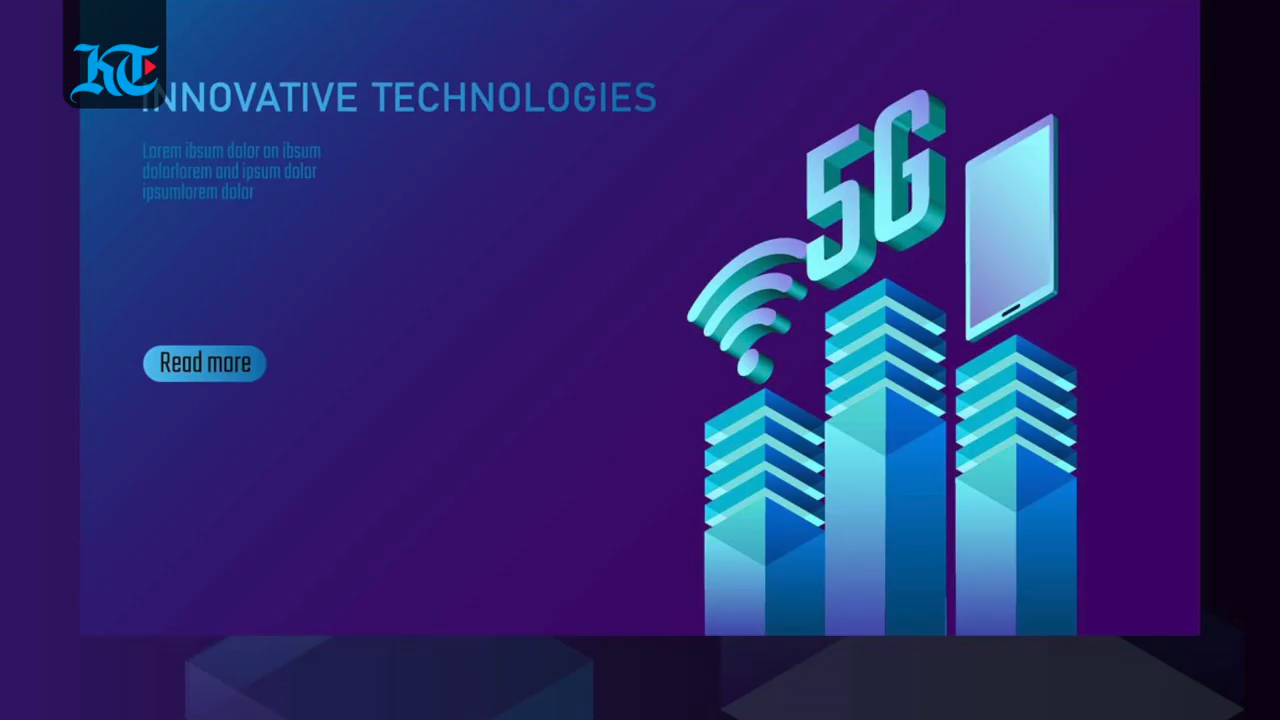 KT
INNOVATIVE TECHNOLOGIES
Lorem ibsum dolor on ibsum
dolorlorem and ipsum dolor
ipsumlorem dolor
Read more
5G